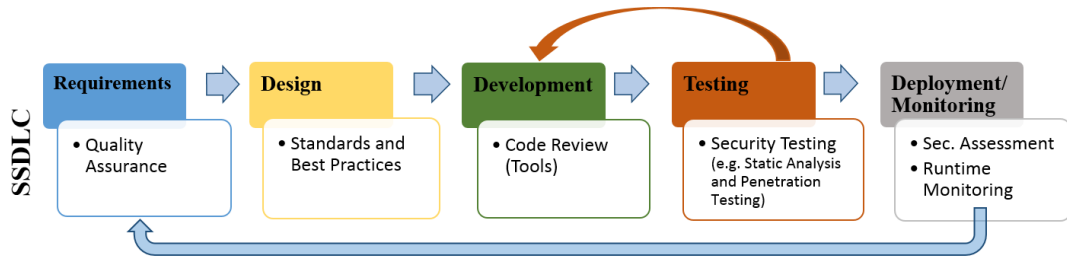 SSDLC
Requirements
• Quality
Assurance
Design
• Standards and
Best Practices
Development
• Code Review
(Tools)
Testing
• Security Testing
(e.g. Static Analysis
and Penetration
Testing)
Deployment/
Monitoring
• Sec. Assessment
• Runtime
Monitoring